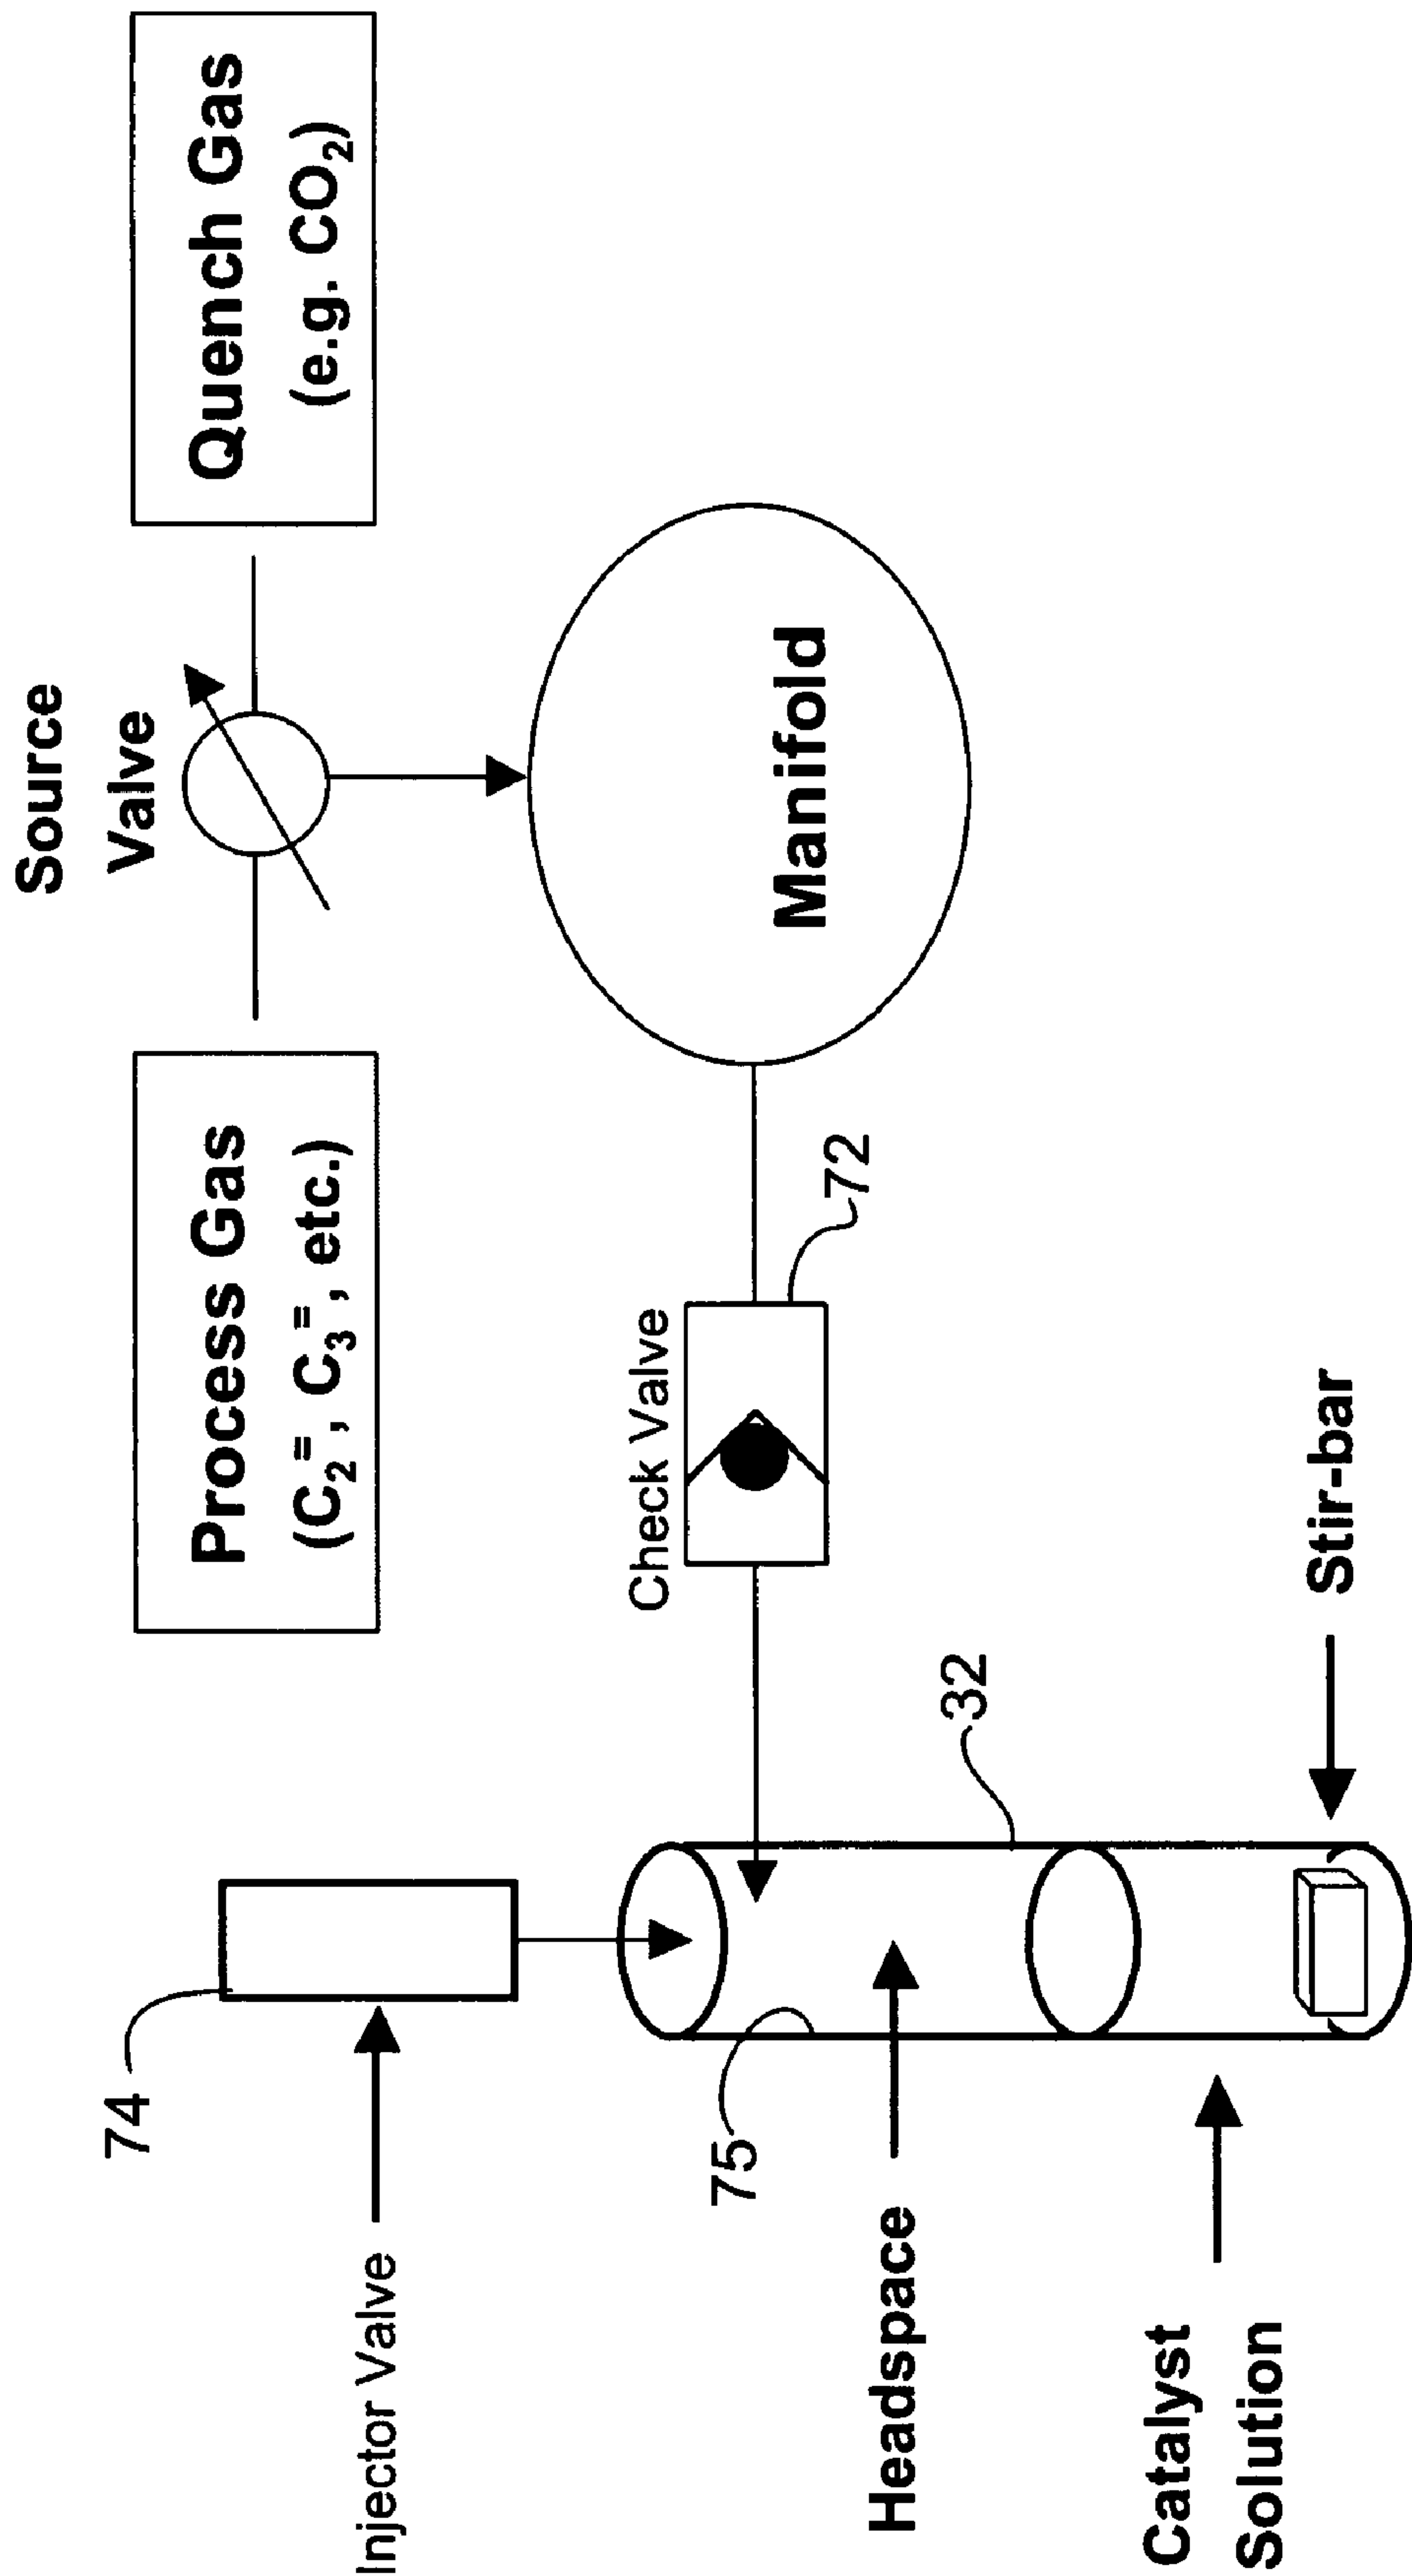 Source
Valve
Process Gas
(C₂⁼, C₃⁼, etc.)
Quench Gas
(e.g. CO₂)
74
Injector Valve
Check Valve
72
Manifold
75
Headspace
32
Catalyst
Solution
Stir-bar